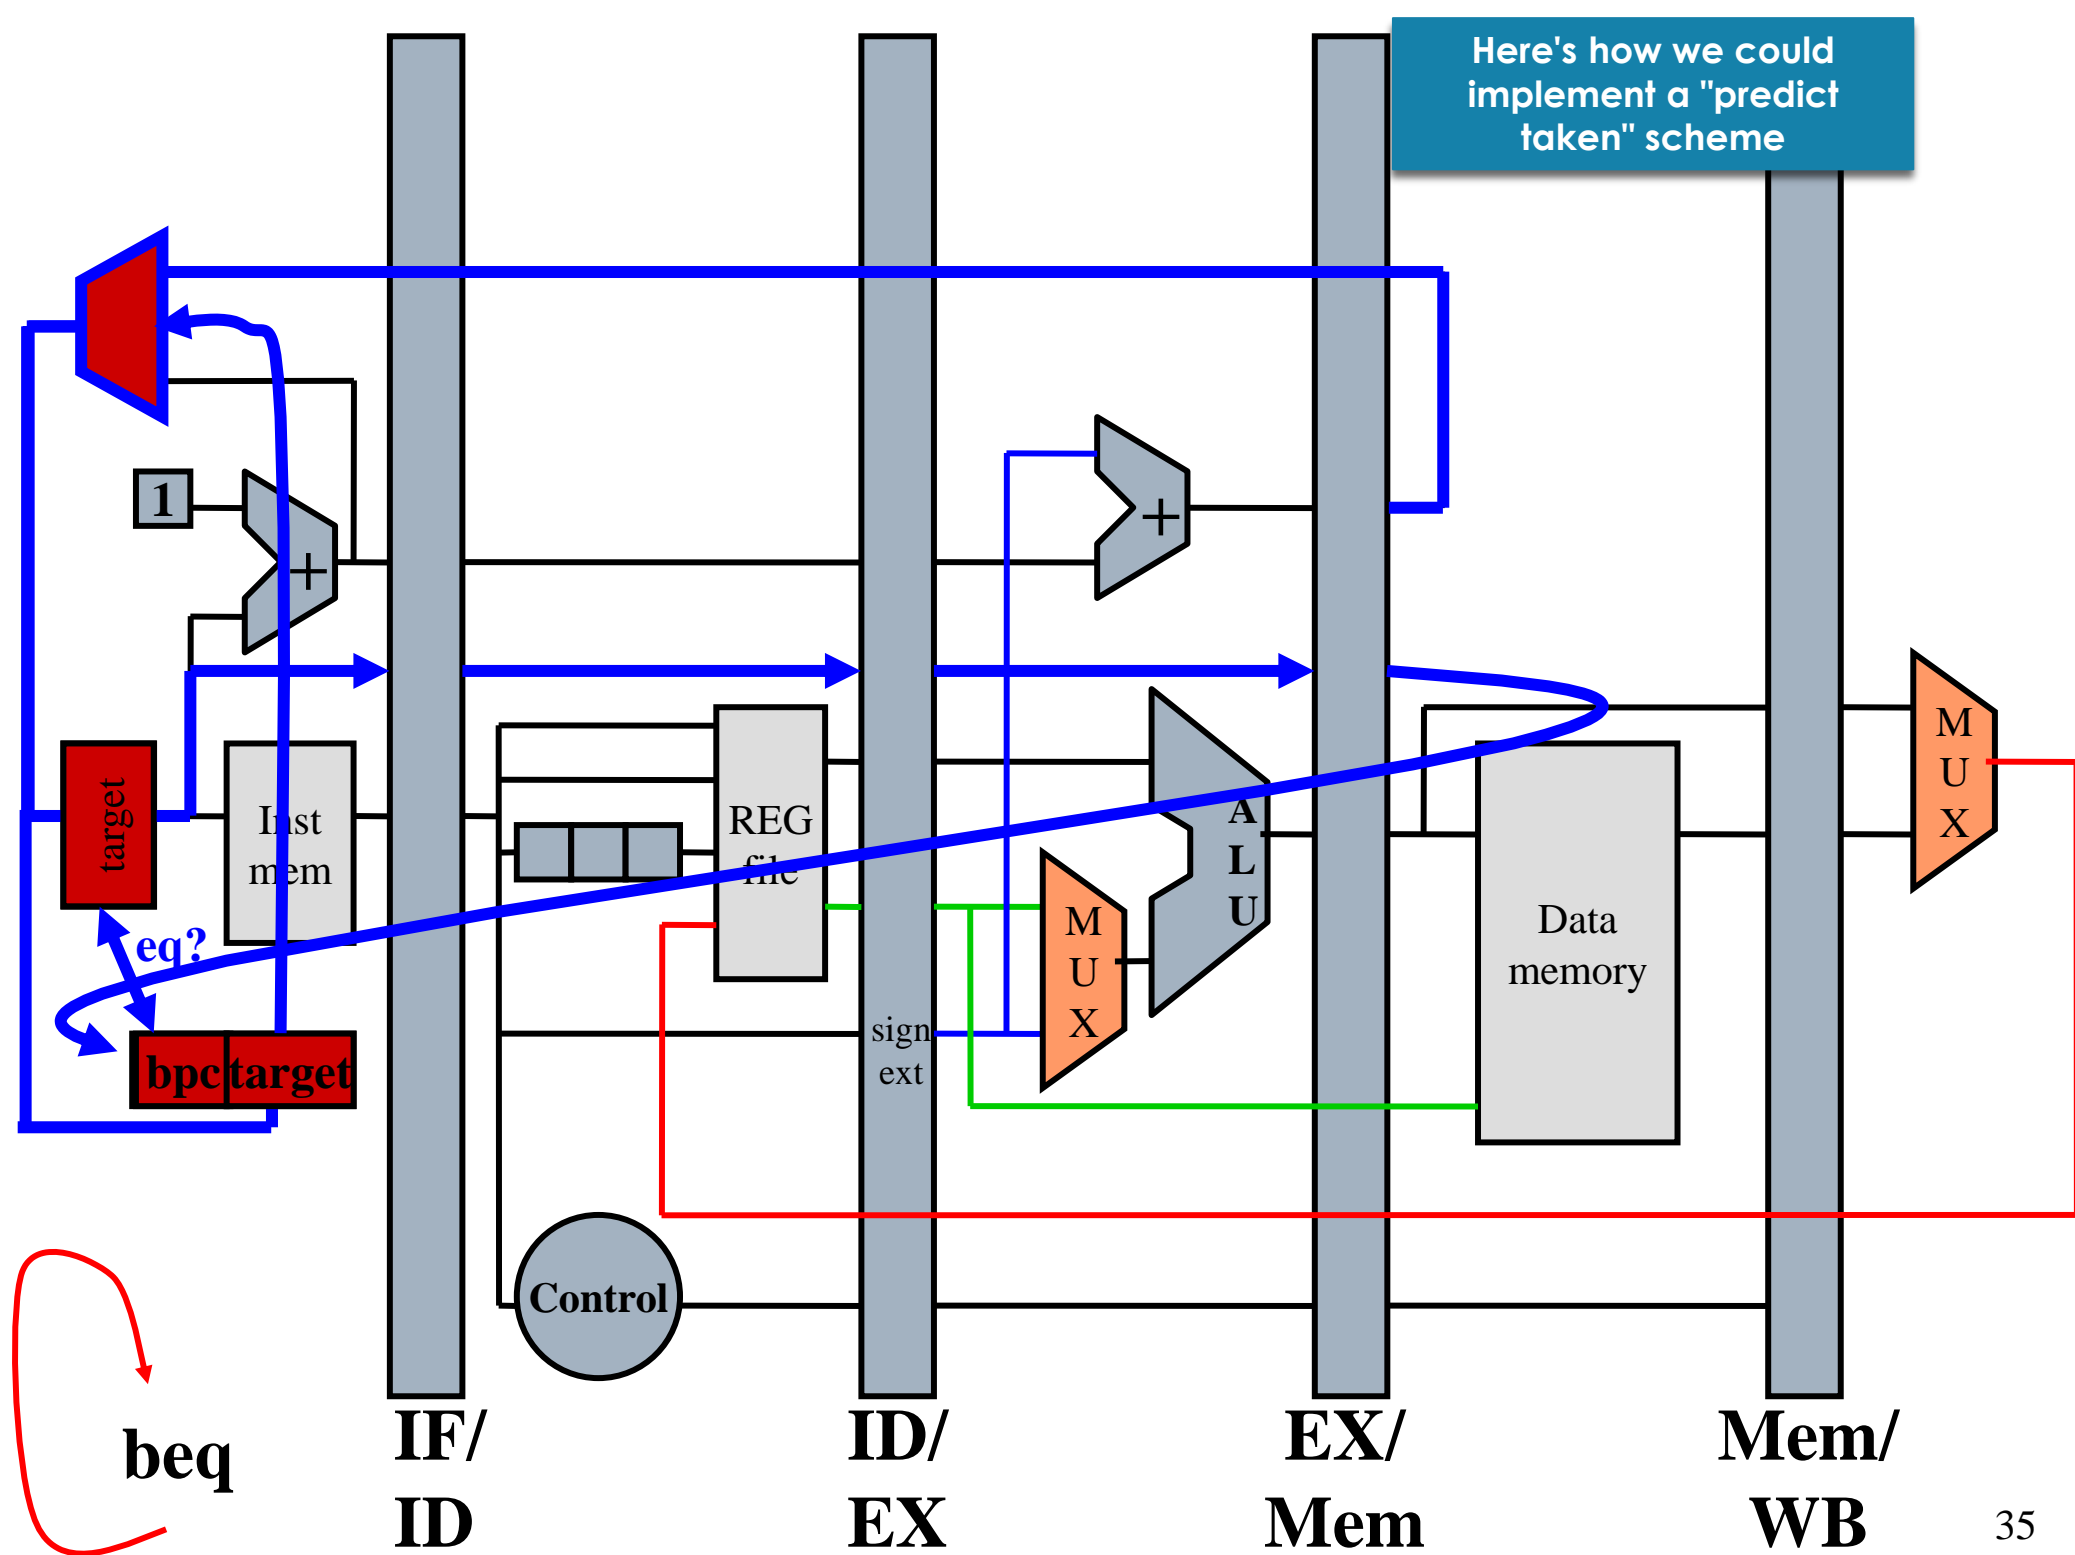 Here's how we could
implement a "predict
taken" scheme
1
+
+
target
Inst
mem
REG
file
A
L
U
M
U
X
M
U
X
Data
memory
eq?
sign
ext
bpc target
Control
beq
IF/
ID
ID/
EX
EX/
Mem
Mem/
WB
35